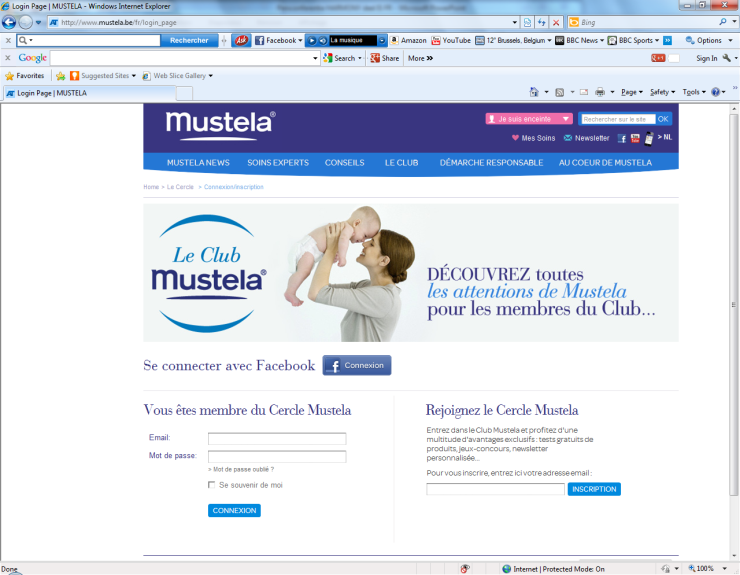 Login Page | MUSTELA - Windows Internet Explorer
http://www.mustela.be/fr/login_page
Bing
Rechercher
Ask
Facebook
La musique
Amazon
YouTube
12° Brussels, Belgium
BBC News
BBC Sports
Options
Google
Search
Share
More »
Sign In
Favorites
Suggested Sites
Web Slice Gallery
Login Page | MUSTELA
Page
Safety
Tools
mustela®
Je suis enceinte
Rechercher sur le site
OK
Mes Soins
Newsletter
> NL
MUSTELA NEWS
SOINS EXPERTS
CONSEILS
LE CLUB
DÉMARCHE RESPONSABLE
AU COEUR DE MUSTELA
Home > Le Cercle > Connexion/inscription
Le Club
mustela®
DÉCOUVREZ toutes
les attentions de Mustela
pour les membres du Club...
Se connecter avec Facebook
f Connexion
Vous êtes membre du Cercle Mustela
Email:
Mot de passe:
> Mot de passe oublié ?
Se souvenir de moi
CONNEXION
Rejoignez le Cercle Mustela
Entrez dans le Club Mustela et profitez d'une
multitude d'avantages exclusifs : tests gratuits de
produits, jeux-concours, newsletter
personnalisée...
Pour vous inscrire, entrez ici votre adresse email :
INSCRIPTION
Done
Internet | Protected Mode: On
100%